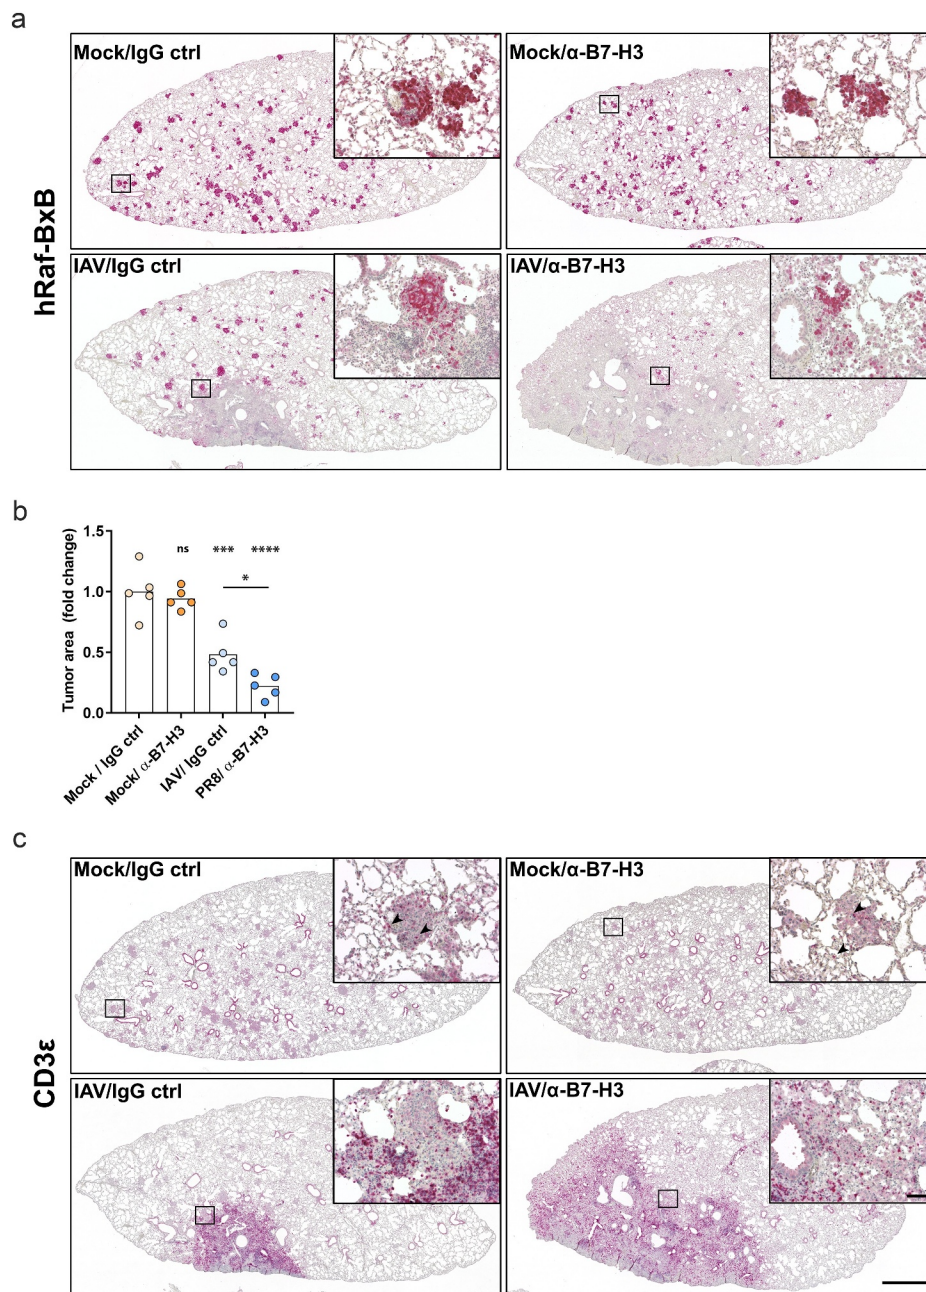 a
Mock/IgG ctrl
Mock/α-B7-H3
hRaf-BxB
IAV/IgG ctrl
IAV/α-B7-H3
b
1.5
1.0
0.5
0.0
Tumor area (fold change)
ns
***
****
*
Mock / IgG ctrl
Mock/ α-B7-H3
IAV/ IgG ctrl
PR8/ α-B7-H3
c
Mock/IgG ctrl
Mock/α-B7-H3
CD3ε
IAV/IgG ctrl
IAV/α-B7-H3